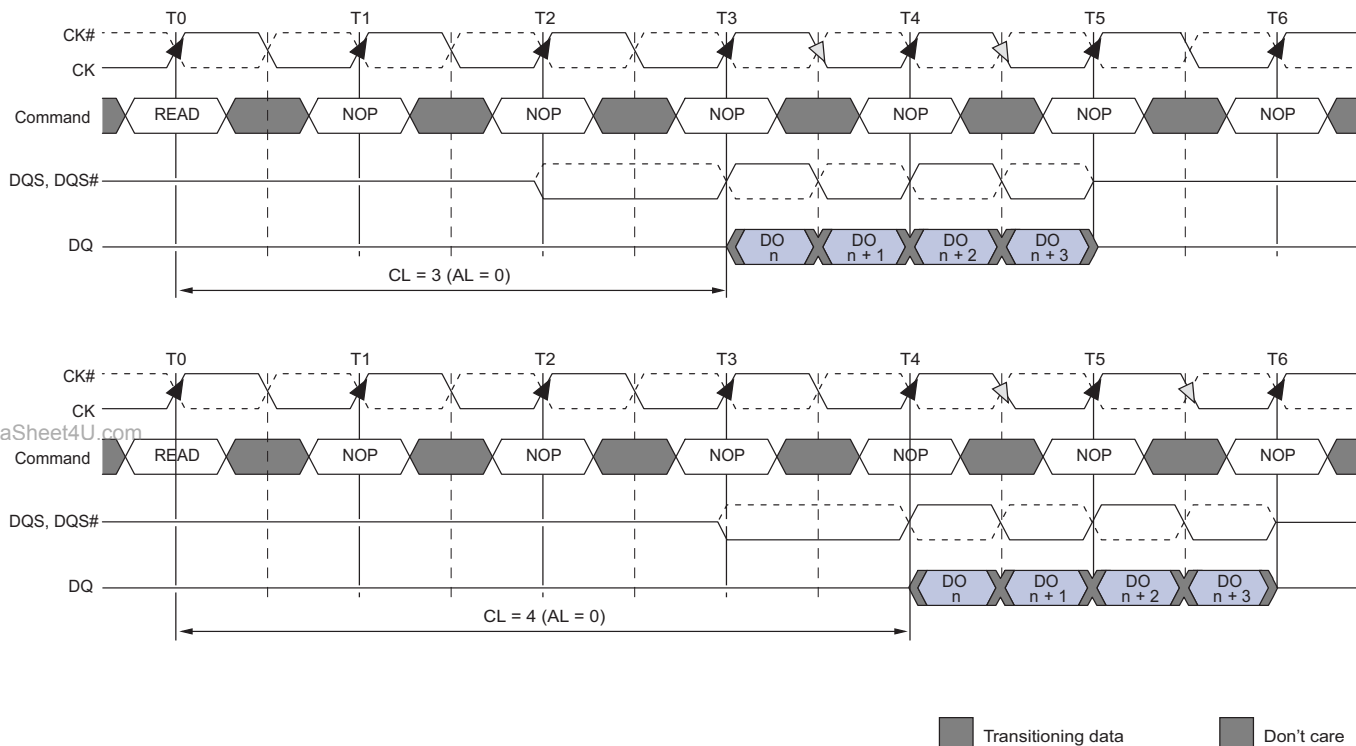 T0 T1 T2 T3 T4 T5 T6
CK#
CK
Command READ NOP NOP NOP NOP NOP NOP
DQS, DQS#
DQ DO n DO n + 1 DO n + 2 DO n + 3
CL = 3 (AL = 0)
T0 T1 T2 T3 T4 T5 T6
CK#
CK
aSheet4U.com
Command READ NOP NOP NOP NOP NOP NOP
DQS, DQS#
DQ DO n DO n + 1 DO n + 2 DO n + 3
CL = 4 (AL = 0)
Transitioning data Don't care